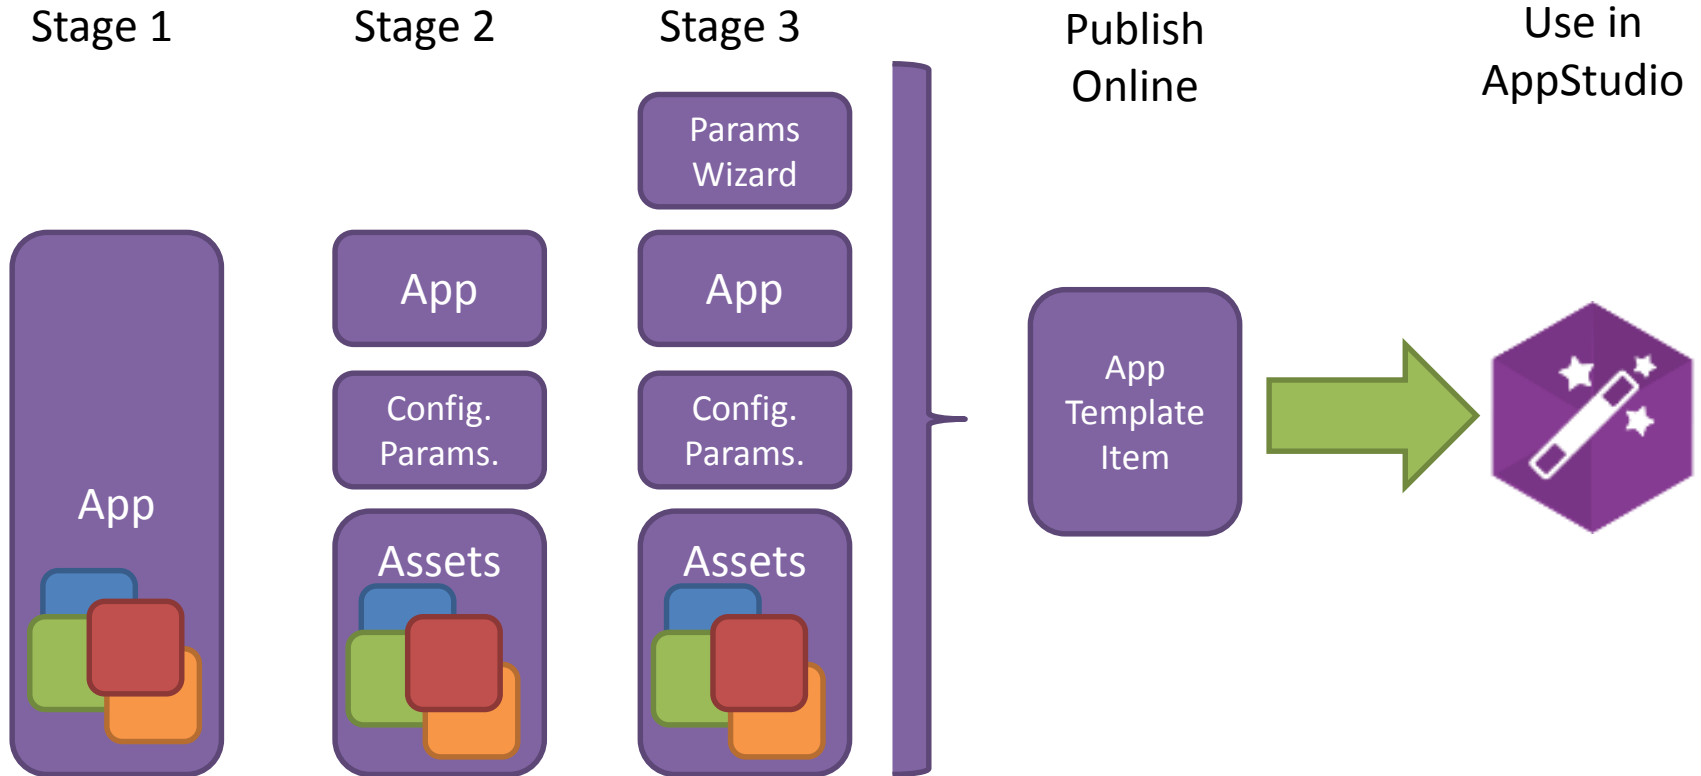 Stage 1
Stage 2
Stage 3
Publish
Online
Use in
AppStudio
App
App
Config.
Params.
Assets
Params
Wizard
App
Config.
Params.
Assets
App
Template
Item